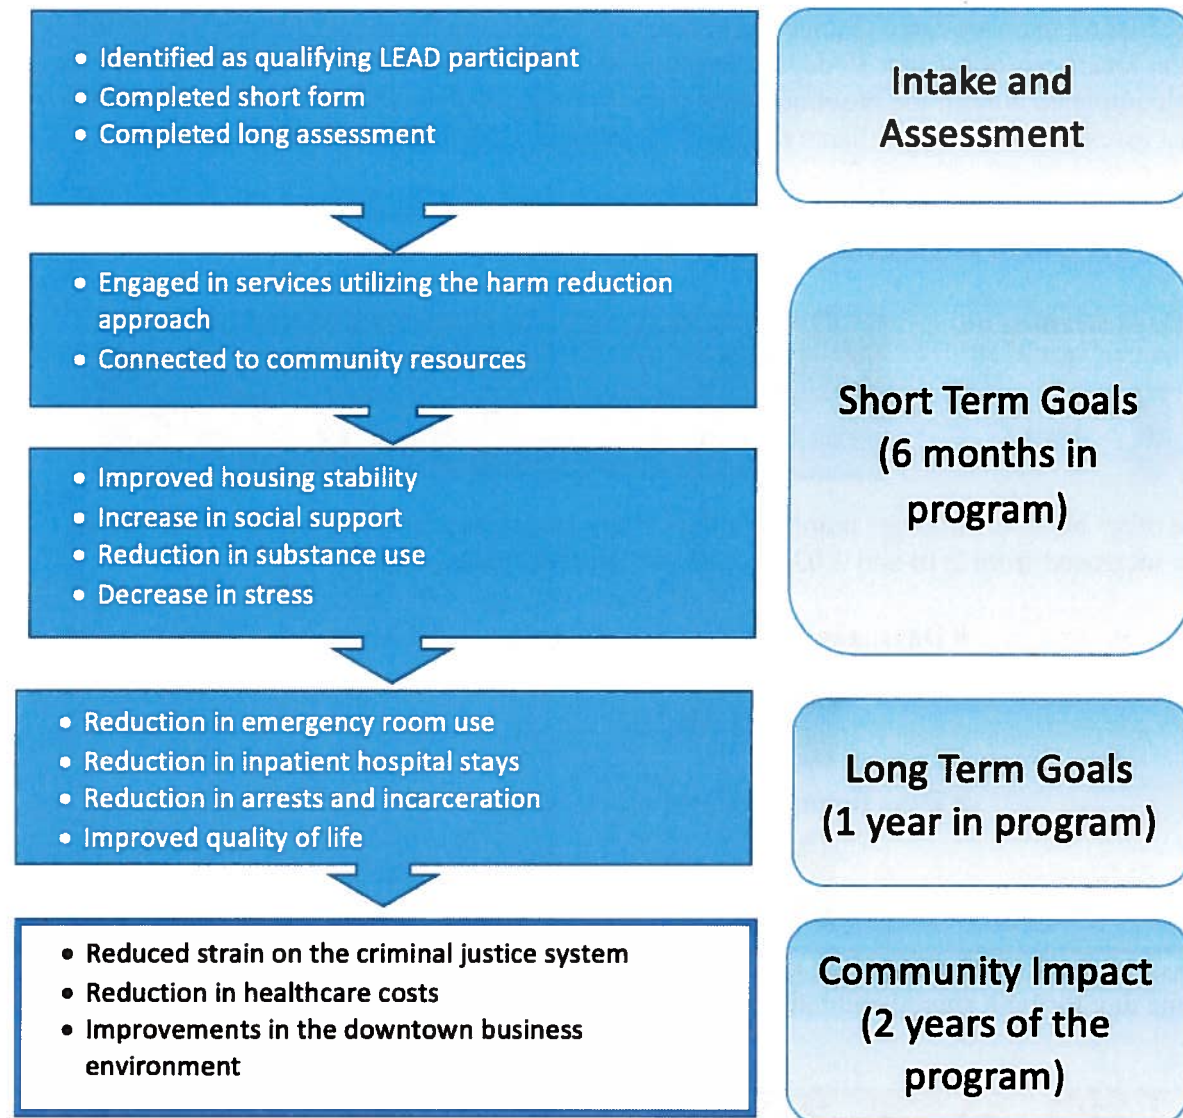 • Identified as qualifying LEAD participant
• Completed short form
• Completed long assessment
Intake and
Assessment
• Engaged in services utilizing the harm reduction
approach
• Connected to community resources
• Improved housing stability
• Increase in social support
• Reduction in substance use
• Decrease in stress
Short Term Goals
(6 months in
program)
• Reduction in emergency room use
• Reduction in inpatient hospital stays
• Reduction in arrests and incarceration
• Improved quality of life
Long Term Goals
(1 year in program)
• Reduced strain on the criminal justice system
• Reduction in healthcare costs
• Improvements in the downtown business
environment
Community Impact
(2 years of the
program)